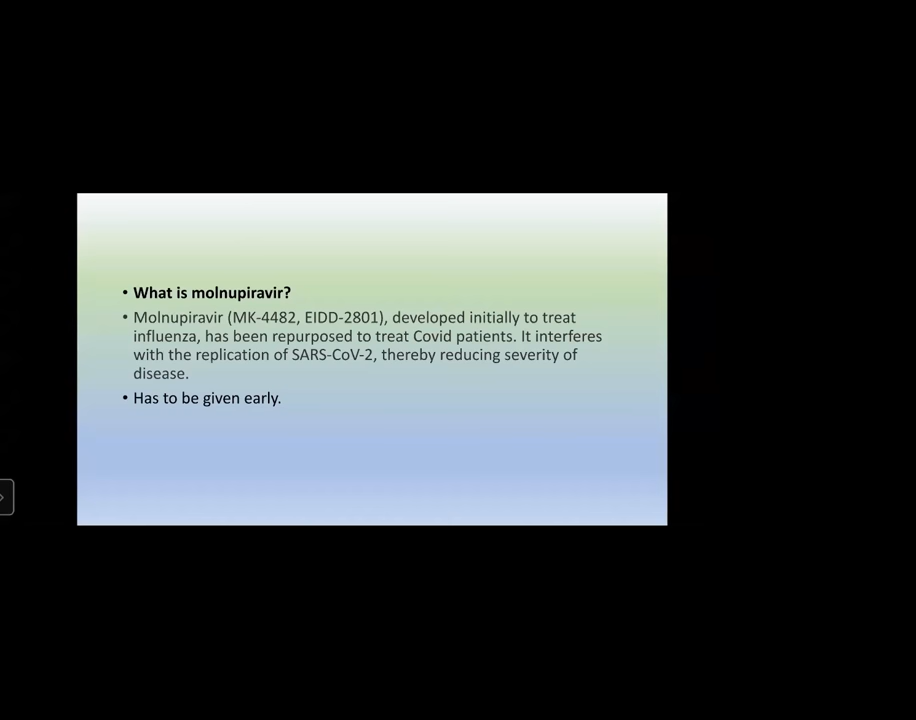 • What is molnupiravir?
• Molnupiravir (MK-4482, EIDD-2801), developed initially to treat
influenza, has been repurposed to treat Covid patients. It interferes
with the replication of SARS-CoV-2, thereby reducing severity of
disease.
• Has to be given early.